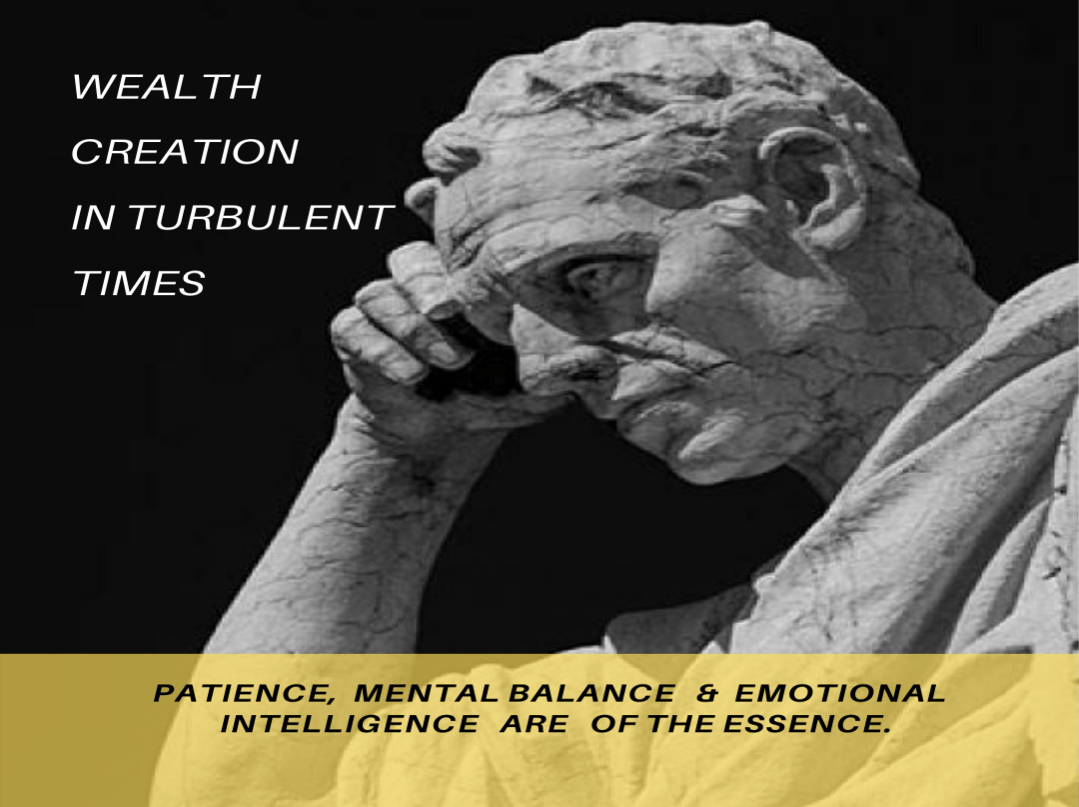 WEALTH
CREATION
IN TURBULENT
TIMES
PATIENCE, MENTAL BALANCE & EMOTIONAL
INTELLIGENCE ARE OF THE ESSENCE.